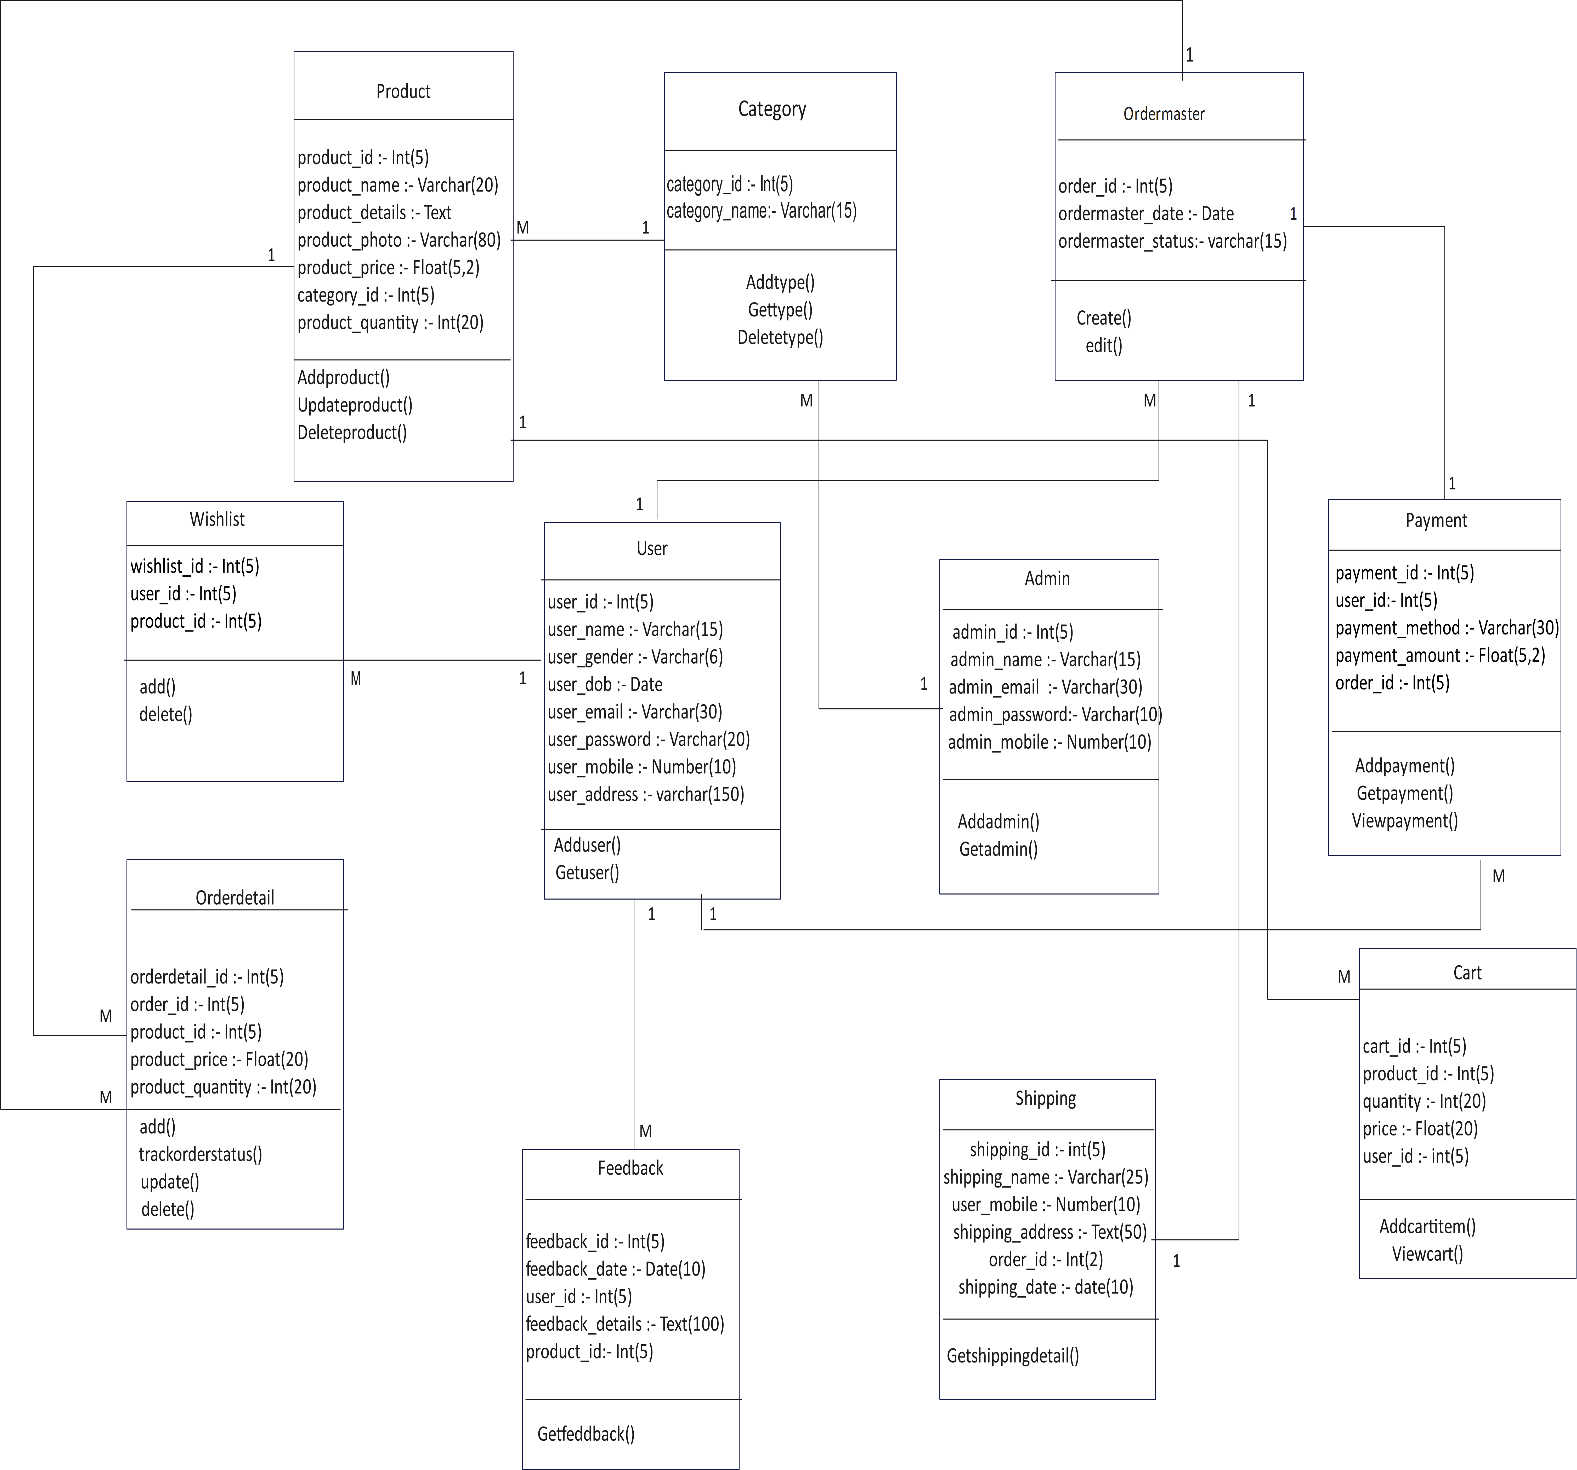 1
Product
product_id :- Int(5)
product_name :- Varchar(20)
product_details :- Text
product_photo :- Varchar(80)
product_price :- Float(5,2)
category_id :- Int(5)
product_quantity :- Int(20)
Addproduct()
Updateproduct()
Deleteproduct()
M
1
1
1
Category
category_id :- Int(5)
category_name:- Varchar(15)
Addtype()
Gettype()
Deletetype()
M
Ordermaster
order_id :- Int(5)
ordermaster_date :- Date
1
ordermaster_status:- varchar(15)
Create()
edit()
M
1
1
Wishlist
wishlist_id :- Int(5)
user_id :- Int(5)
product_id :- Int(5)
add()
delete()
M
1
1
User
user_id :- Int(5)
user_name :- Varchar(15)
user_gender :- Varchar(6)
user_dob :- Date
user_email :- Varchar(30)
user_password :- Varchar(20)
user_mobile :- Number(10)
user_address :- varchar(150)
Adduser()
Getuser()
1
1
Admin
1
admin_id :- Int(5)
admin_name :- Varchar(15)
admin_email  :- Varchar(30)
admin_password:- Varchar(10)
admin_mobile :- Number(10)
Addadmin()
Getadmin()
Payment
payment_id :- Int(5)
user_id:- Int(5)
payment_method :- Varchar(30)
payment_amount :- Float(5,2)
order_id :- Int(5)
Addpayment()
Getpayment()
Viewpayment()
M
Orderdetail
orderdetail_id :- Int(5)
order_id :- Int(5)
product_id :- Int(5)
product_price :- Float(20)
product_quantity :- Int(20)
add()
trackorderstatus()
update()
delete()
M
M
M
Feedback
feedback_id :- Int(5)
feedback_date :- Date(10)
user_id :- Int(5)
feedback_details :- Text(100)
product_id:- Int(5)
Getfeddback()
Shipping
shipping_id :- int(5)
shipping_name :- Varchar(25)
user_mobile :- Number(10)
shipping_address :- Text(50)
order_id :- Int(2)
shipping_date :- date(10)
Getshippingdetail()
1
M
Cart
cart_id :- Int(5)
product_id :- Int(5)
quantity :- Int(20)
price :- Float(20)
user_id :- int(5)
Addcartitem()
Viewcart()